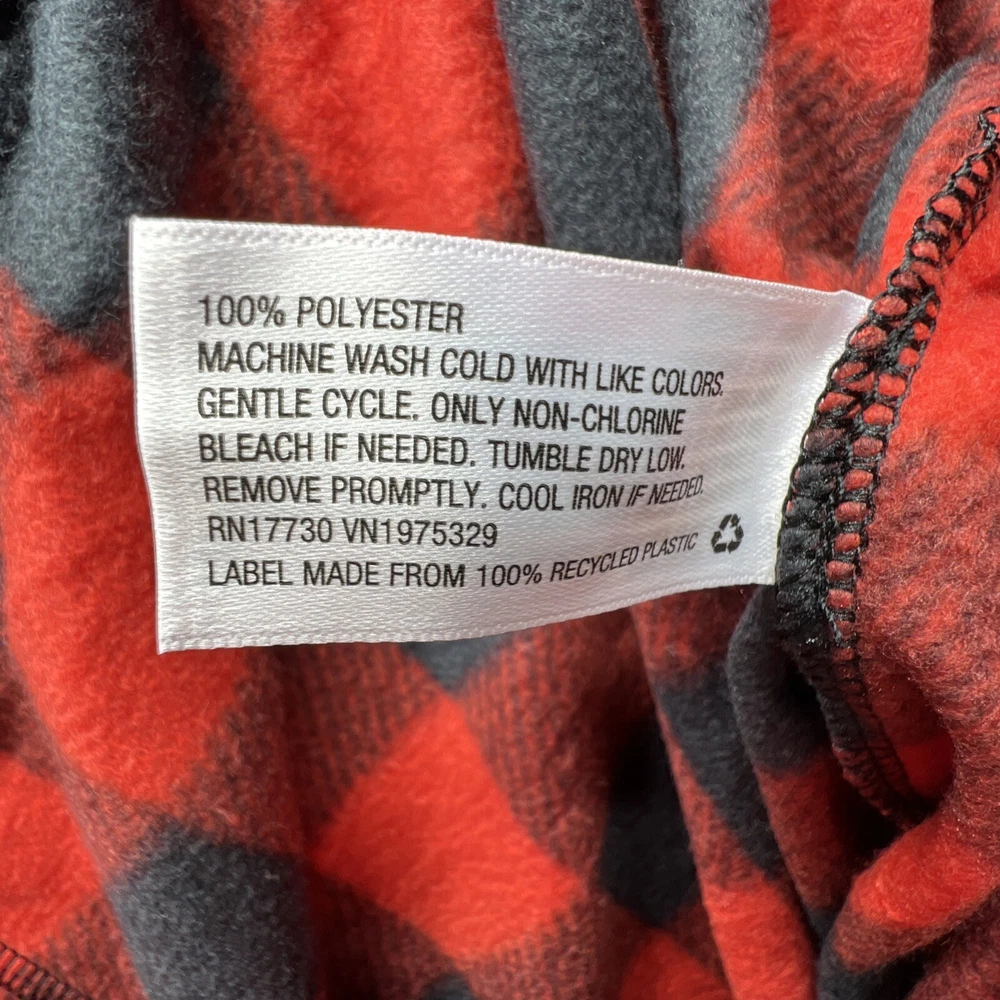 100% POLYESTER
MACHINE WASH COLD WITH LIKE COLORS.
GENTLE CYCLE. ONLY NON-CHLORINE
BLEACH IF NEEDED. TUMBLE DRY LOW.
REMOVE PROMPTLY. COOL IRON IF NEEDED.
RN17730 VN1975329
LABEL MADE FROM 100% RECYCLED PLASTIC